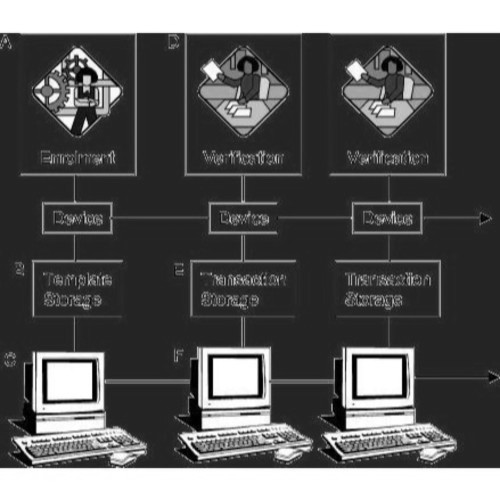 A
D
Enrolment
Verification
Verification
Device
Device
Device
B
Template
Storage
E
Transaction
Storage
Transaction
Storage
C
F